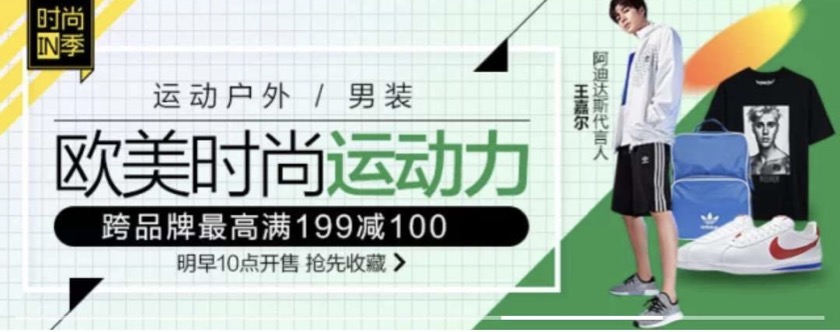 时尚
IN季
运动户外 / 男装
欧美时尚运动力
跨品牌最高满199减100
明早10点开售 抢先收藏 >
阿迪达斯代言人
王嘉尔
adidas